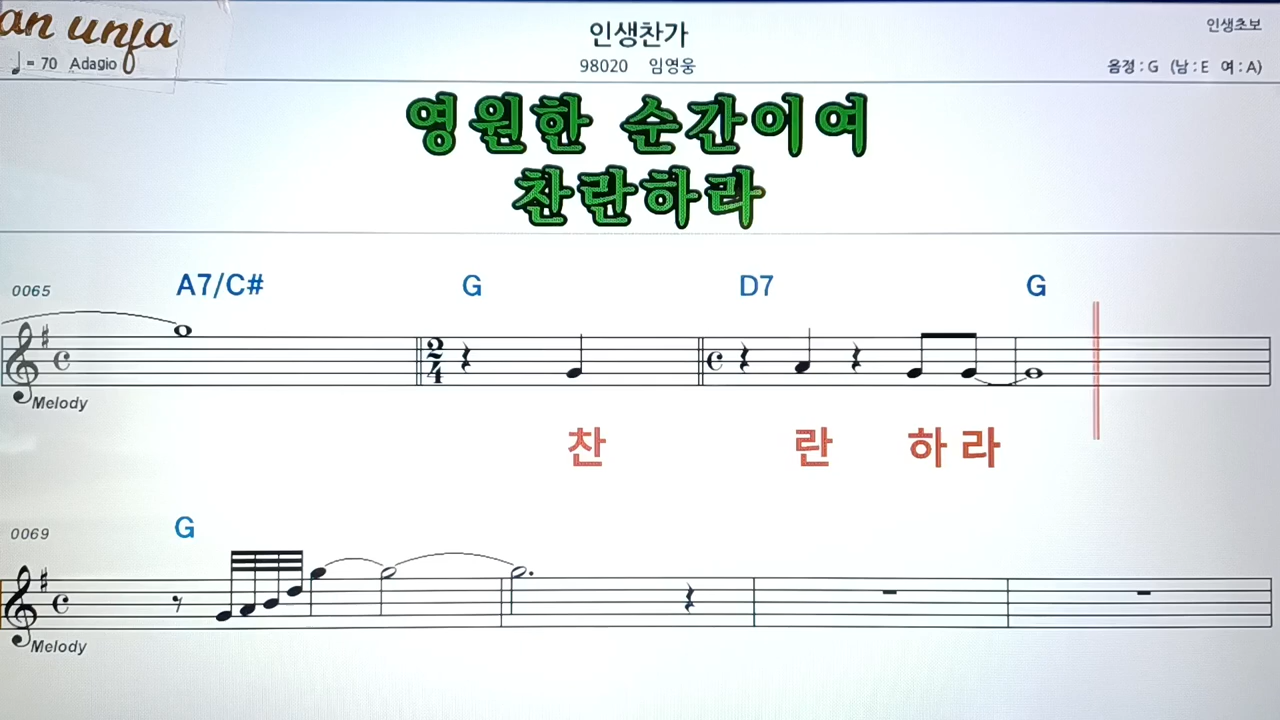 인생찬가
인생초보
= 70 Adagio
98020 임영웅
음정 : G (남 : E 여 : A)
영원한 순간이여
찬란하라
0065
A7/C# G D7 G
2
4
Melody
찬 란 하 라
0069
G
Melody